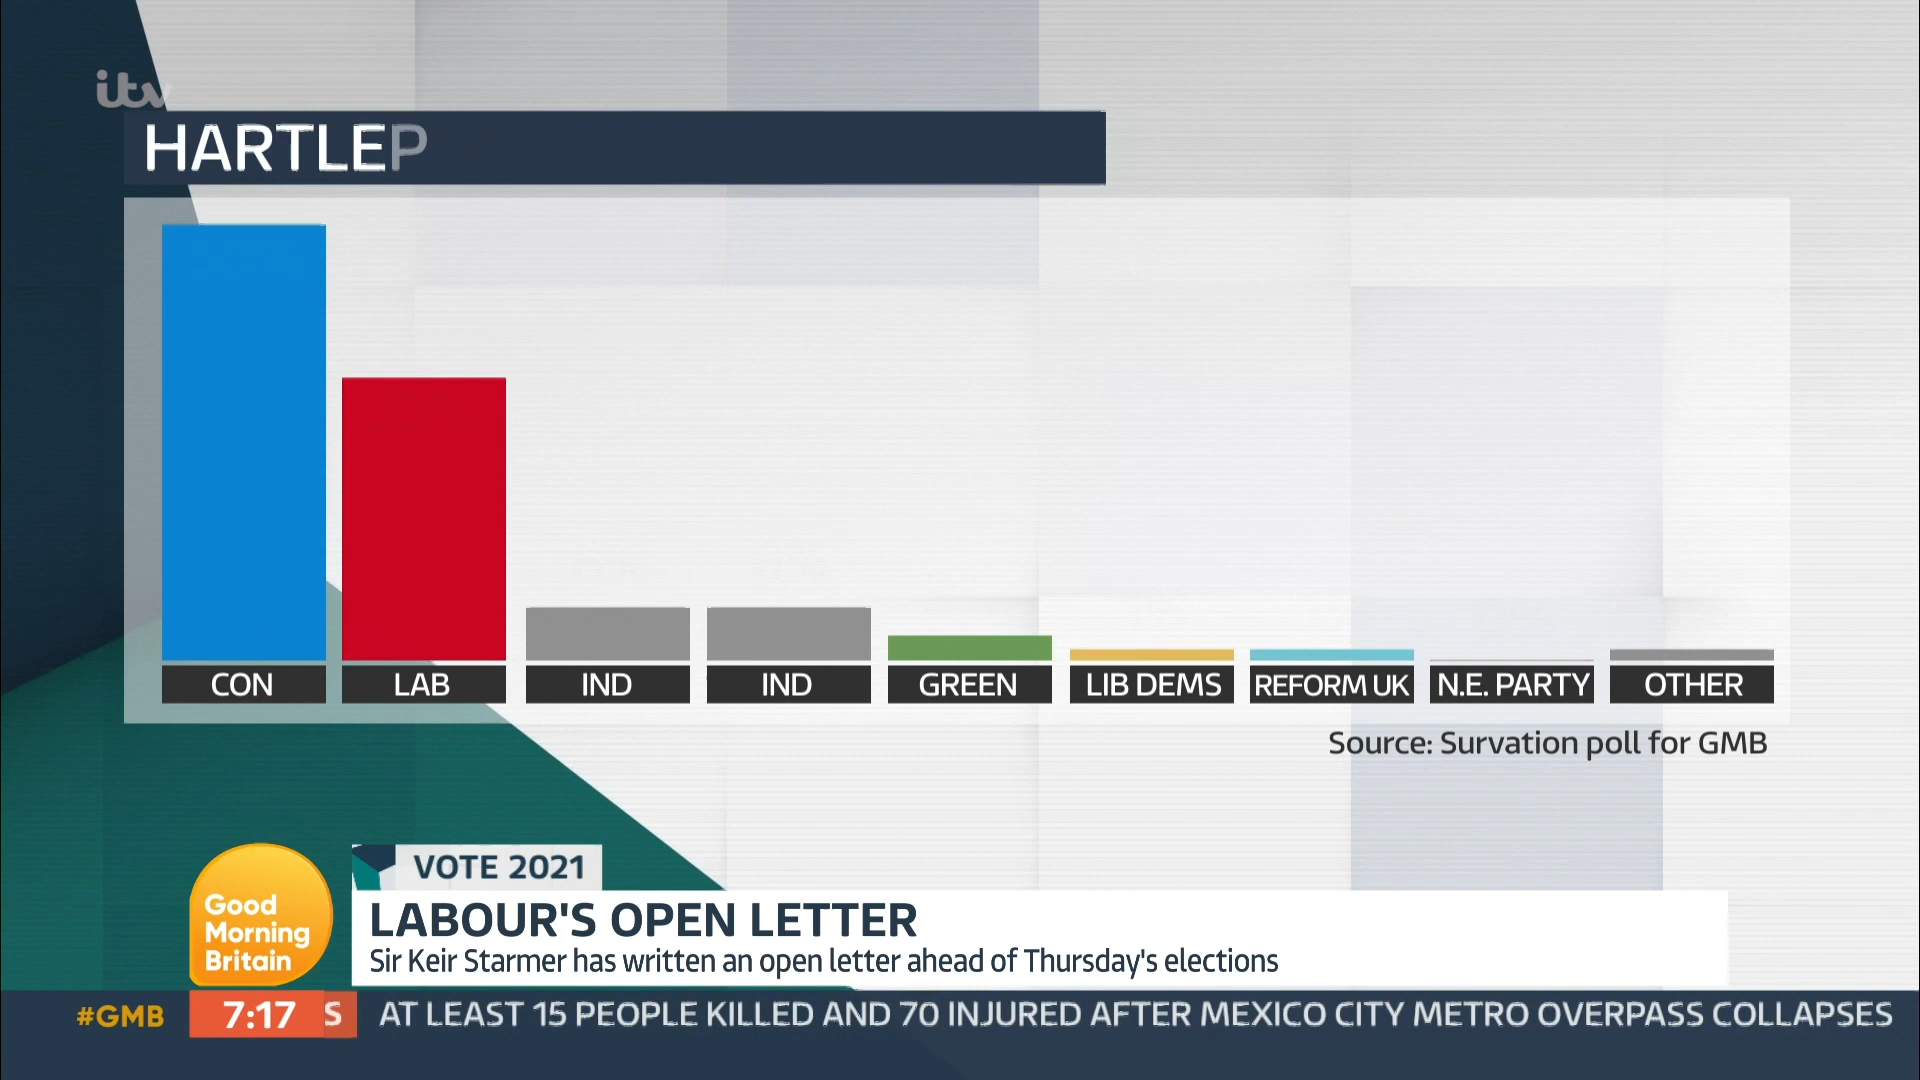 itv
HARTLEP
CON LAB IND IND GREEN LIB DEMS REFORM UK N.E. PARTY OTHER
Source: Survation poll for GMB
VOTE 2021
Good
Morning
Britain
LABOUR'S OPEN LETTER
Sir Keir Starmer has written an open letter ahead of Thursday's elections
#GMB 7:17 S AT LEAST 15 PEOPLE KILLED AND 70 INJURED AFTER MEXICO CITY METRO OVERPASS COLLAPSES